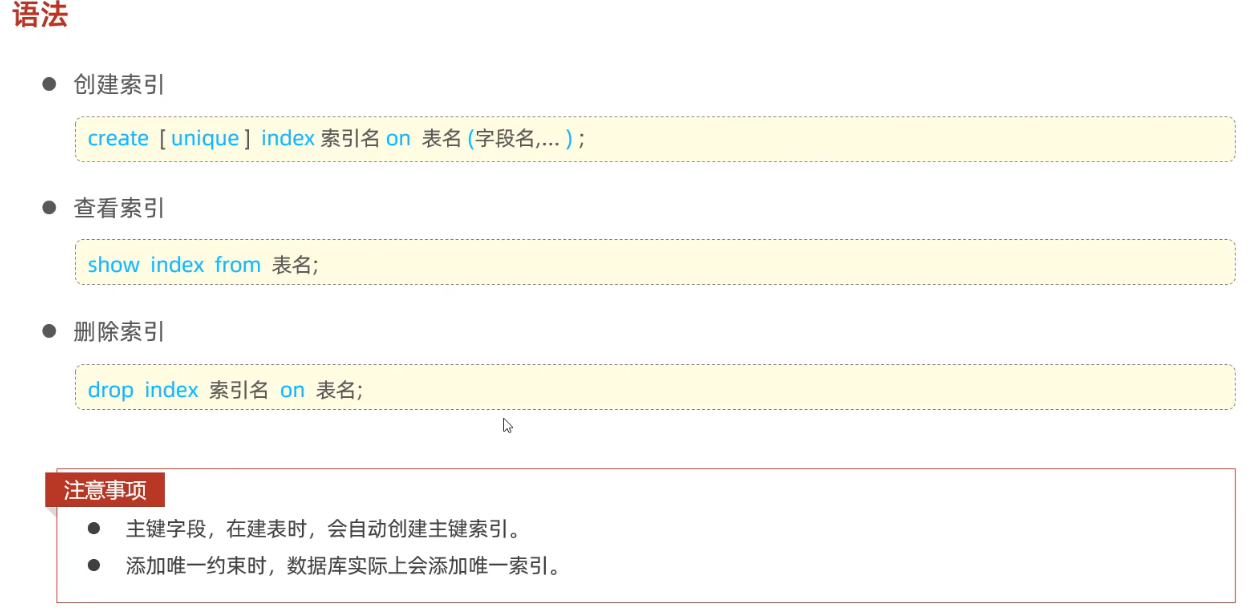 语法
创建索引
create [ unique ] index 索引名 on 表名 (字段名,... ) ;
查看索引
show index from 表名;
删除索引
drop index 索引名 on 表名;
注意事项
主键字段，在建表时，会自动创建主键索引。
添加唯一约束时，数据库实际上会添加唯一索引。